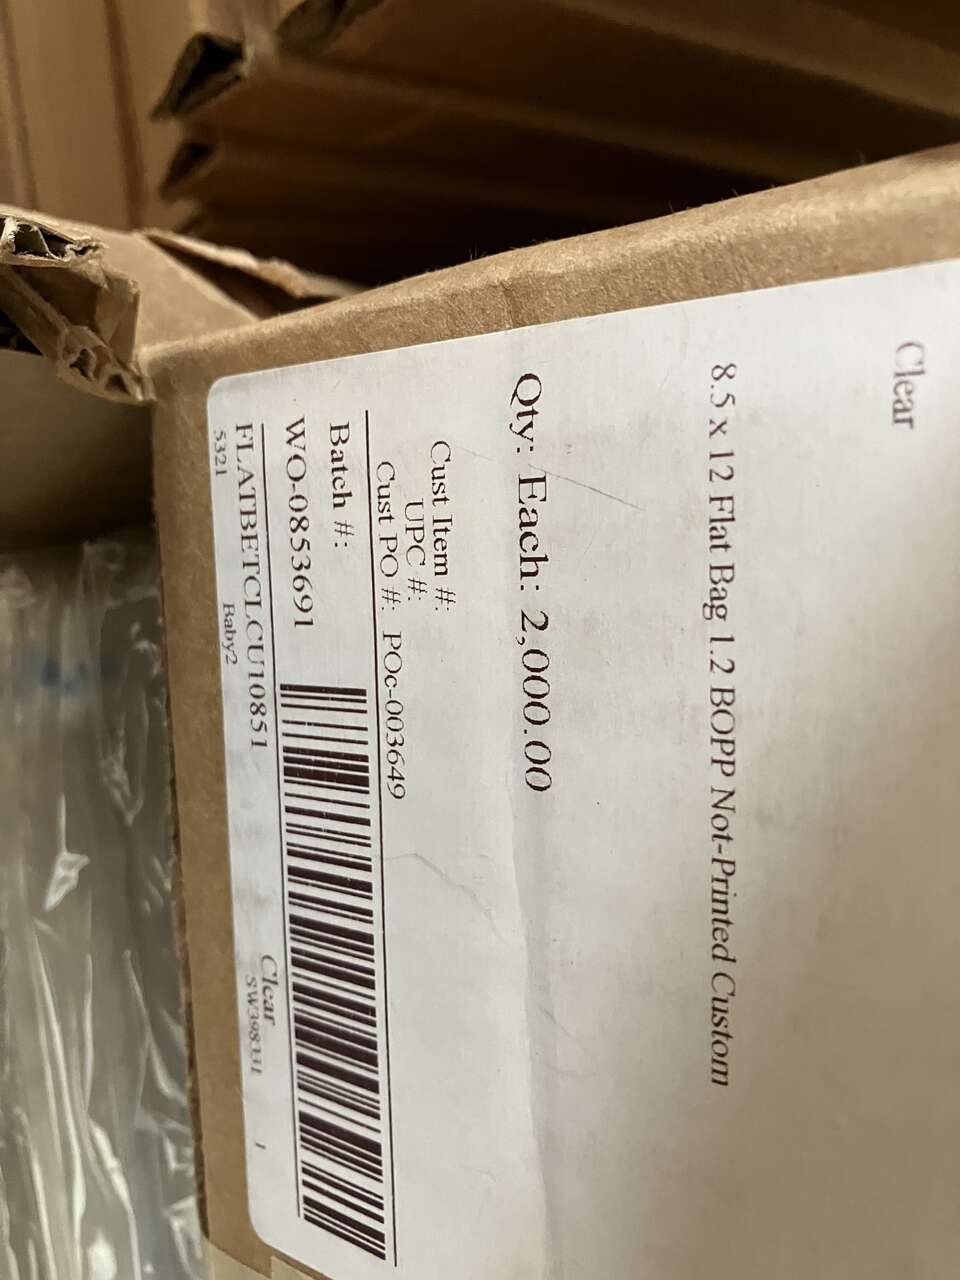 Clear
8.5 x 12 Flat Bag 1.2 BOPP Not-Printed Custom
Qty: Each: 2,000.00
Cust Item #:
UPC #:
Cust PO #: POc-003649
Batch #:
WO-0853691
FLATBETCLCU10851 Clear
5321 Baby2 SW398331 1